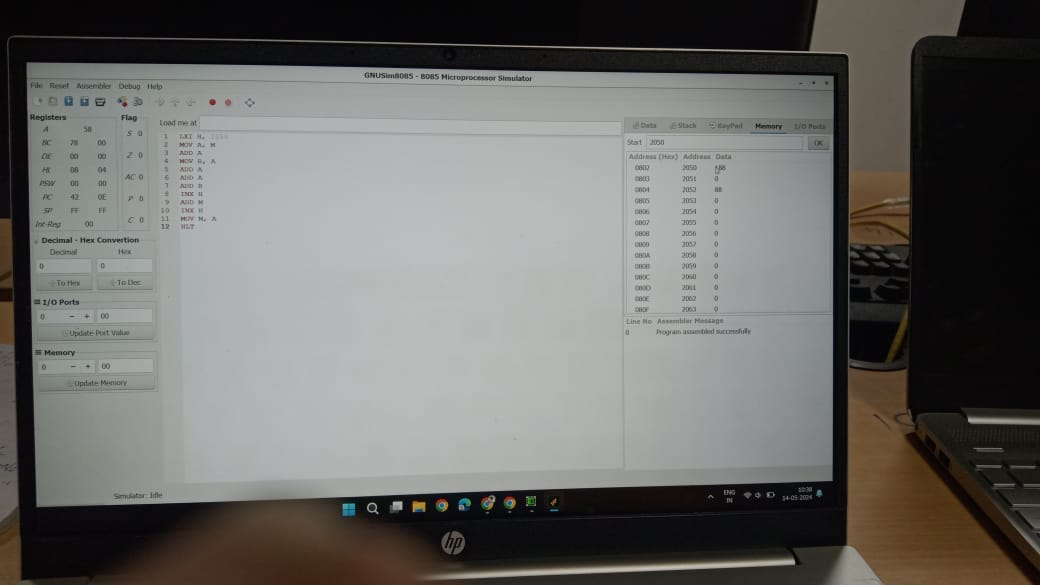 GNUSim8085 - 8085 Microprocessor Simulator
File Reset Assembler Debug Help
Registers
A 58
BC 78 00
DE 00 00
HL 08 04
PSW 00 00
PC 42 0E
SP FF FF
Int-Reg 00
Flag
S 0
Z 0
AC 0
P 0
C 0
Decimal - Hex Convertion
Decimal Hex
0 0
To Hex To Dec
I/O Ports
0 - + 00
Update Port Value
Memory
0 - + 00
Update Memory
Simulator: Idle
Load me at
1 LXI H, 2050
2 MOV A, M
3 ADD A
4 MOV B, A
5 ADD A
6 ADD A
7 ADD B
8 INX H
9 ADD M
10 INX H
11 MOV M, A
12 HLT
Data Stack KeyPad Memory I/O Ports
Start 2050 OK
Address (Hex) Address Data
0802 2050
0803 2051 0
0804 2052 88
0805 2053 0
0806 2054 0
0807 2055 0
0808 2056 0
0809 2057 0
080A 2058 0
080B 2059 0
080C 2060 0
080D 2061 0
080E 2062 0
080F 2063 0
Line No Assembler Message
0 Program assembled successfully
ENG
IN
10:38
14-05-2024
hp